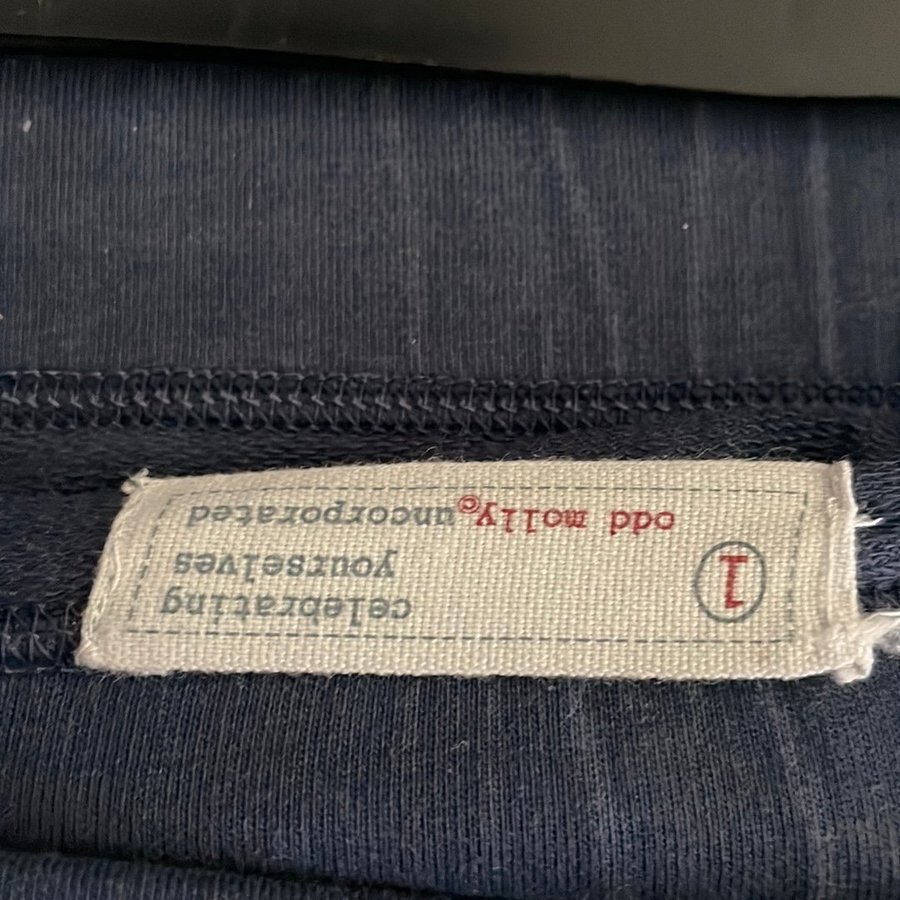 celebrating
yourselves
1
odd molly© uncorporated